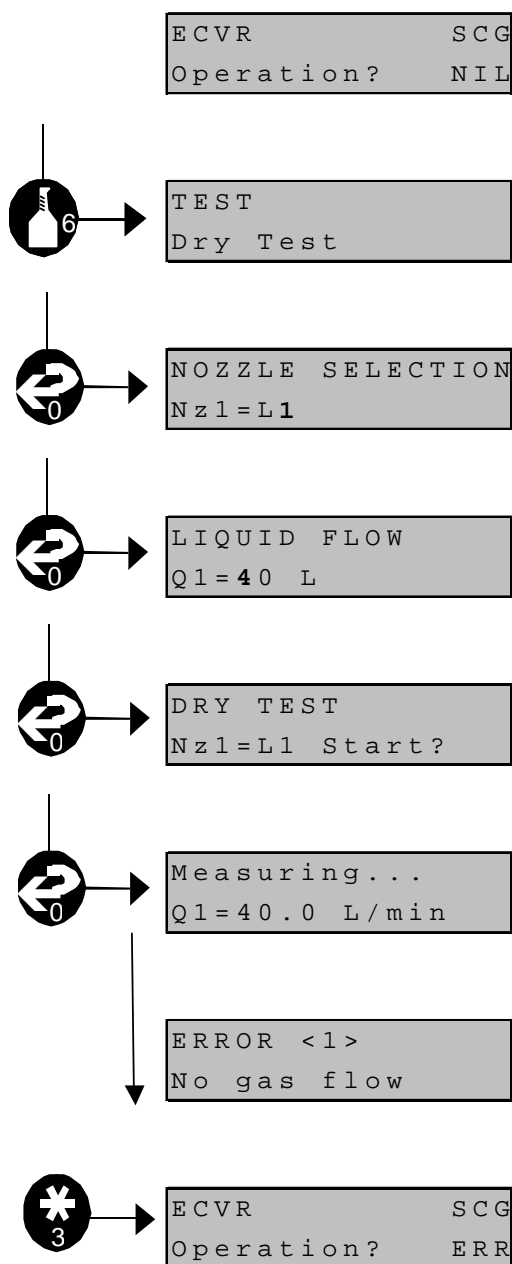 ECVR SCG
Operation? NIL
6
TEST
Dry Test
0
NOZZLE SELECTION
Nz1=L1
0
LIQUID FLOW
Q1=40 L
0
DRY TEST
Nz1=L1 Start?
0
Measuring...
Q1=40.0 L/min
ERROR <1>
No gas flow
*
3
ECVR SCG
Operation? ERR